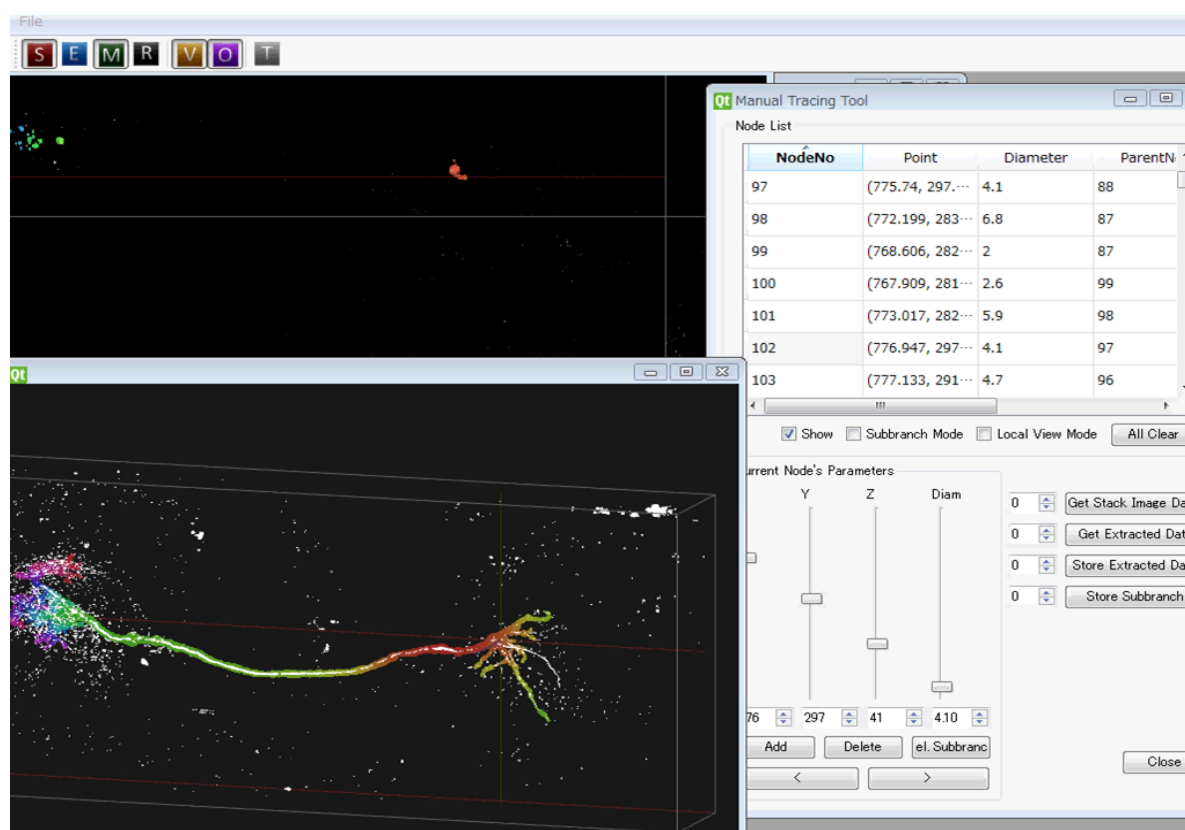 File
S E M R V O T
Qt Manual Tracing Tool
Node List
NodeNo Point Diameter ParentN
97 (775.74, 297.··· 4.1 88
98 (772.199, 283··· 6.8 87
99 (768.606, 282··· 2 87
100 (767.909, 281··· 2.6 99
101 (773.017, 282··· 5.9 98
102 (776.947, 297··· 4.1 97
103 (777.133, 291··· 4.7 96
Qt
Show Subbranch Mode Local View Mode All Clear
urrent Node's Parameters
Y Z Diam
0 Get Stack Image Da
0 Get Extracted Dat
0 Store Extracted Da
0 Store Subbranch
76 297 41 4.10
Add Delete el. Subbranc
< >
Close